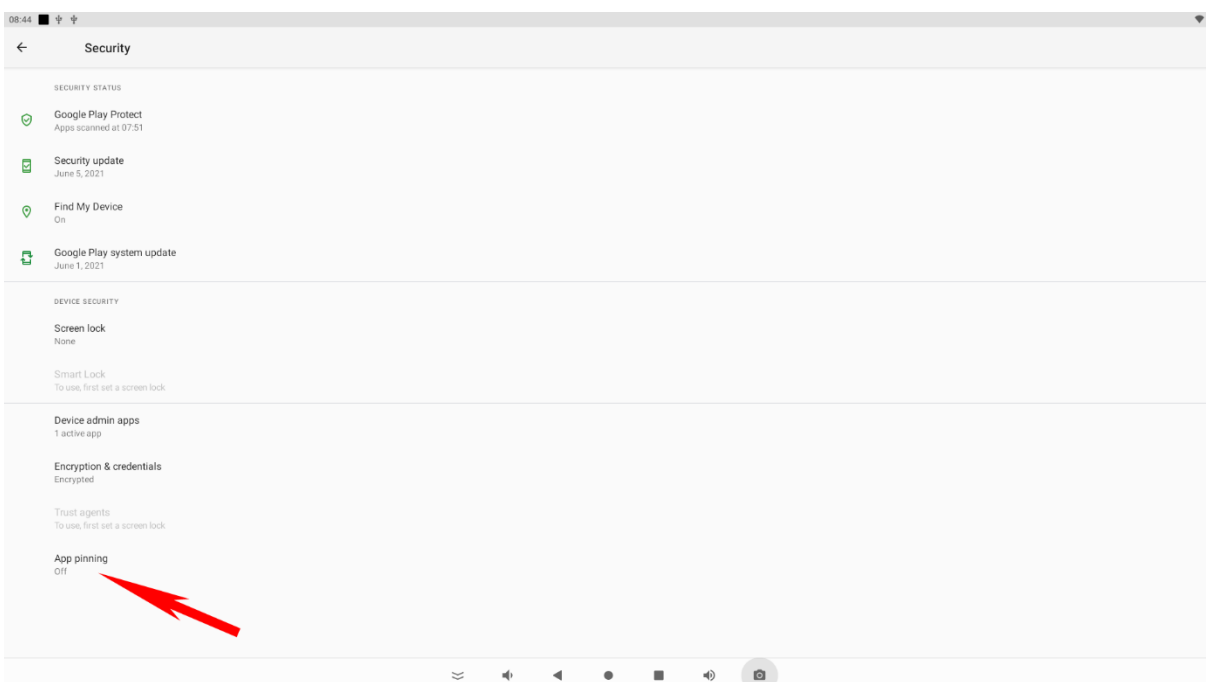 08:44
Security
SECURITY STATUS
Google Play Protect
Apps scanned at 07:51
Security update
June 5, 2021
Find My Device
On
Google Play system update
June 1, 2021
DEVICE SECURITY
Screen lock
None
Smart Lock
To use, first set a screen lock
Device admin apps
1 active app
Encryption & credentials
Encrypted
Trust agents
To use, first set a screen lock
App pinning
Off